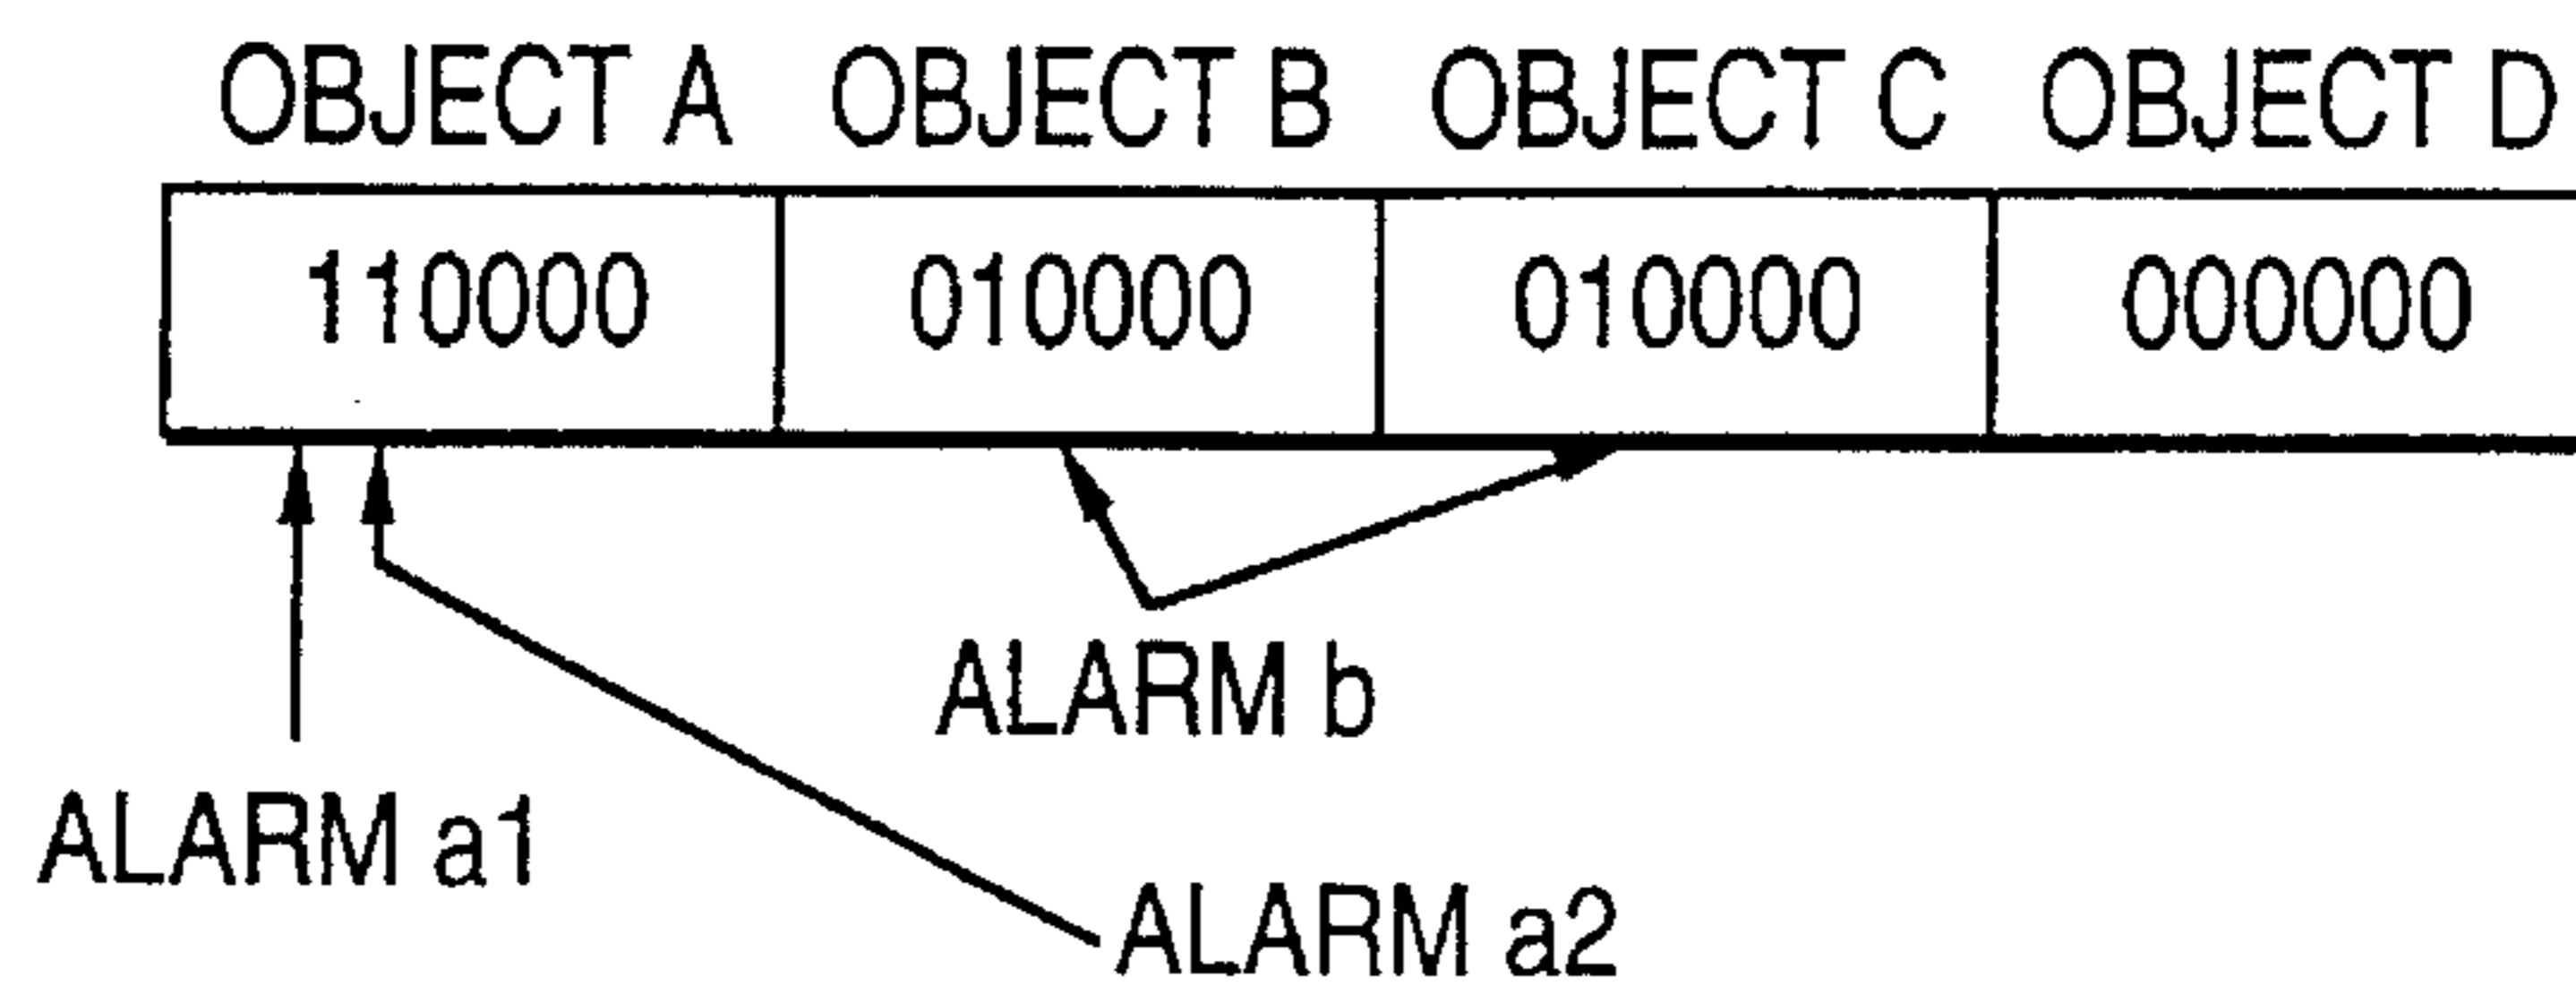 OBJECT A OBJECT B OBJECT C OBJECT D
110000 010000 010000 000000
ALARM b
ALARM a1
ALARM a2